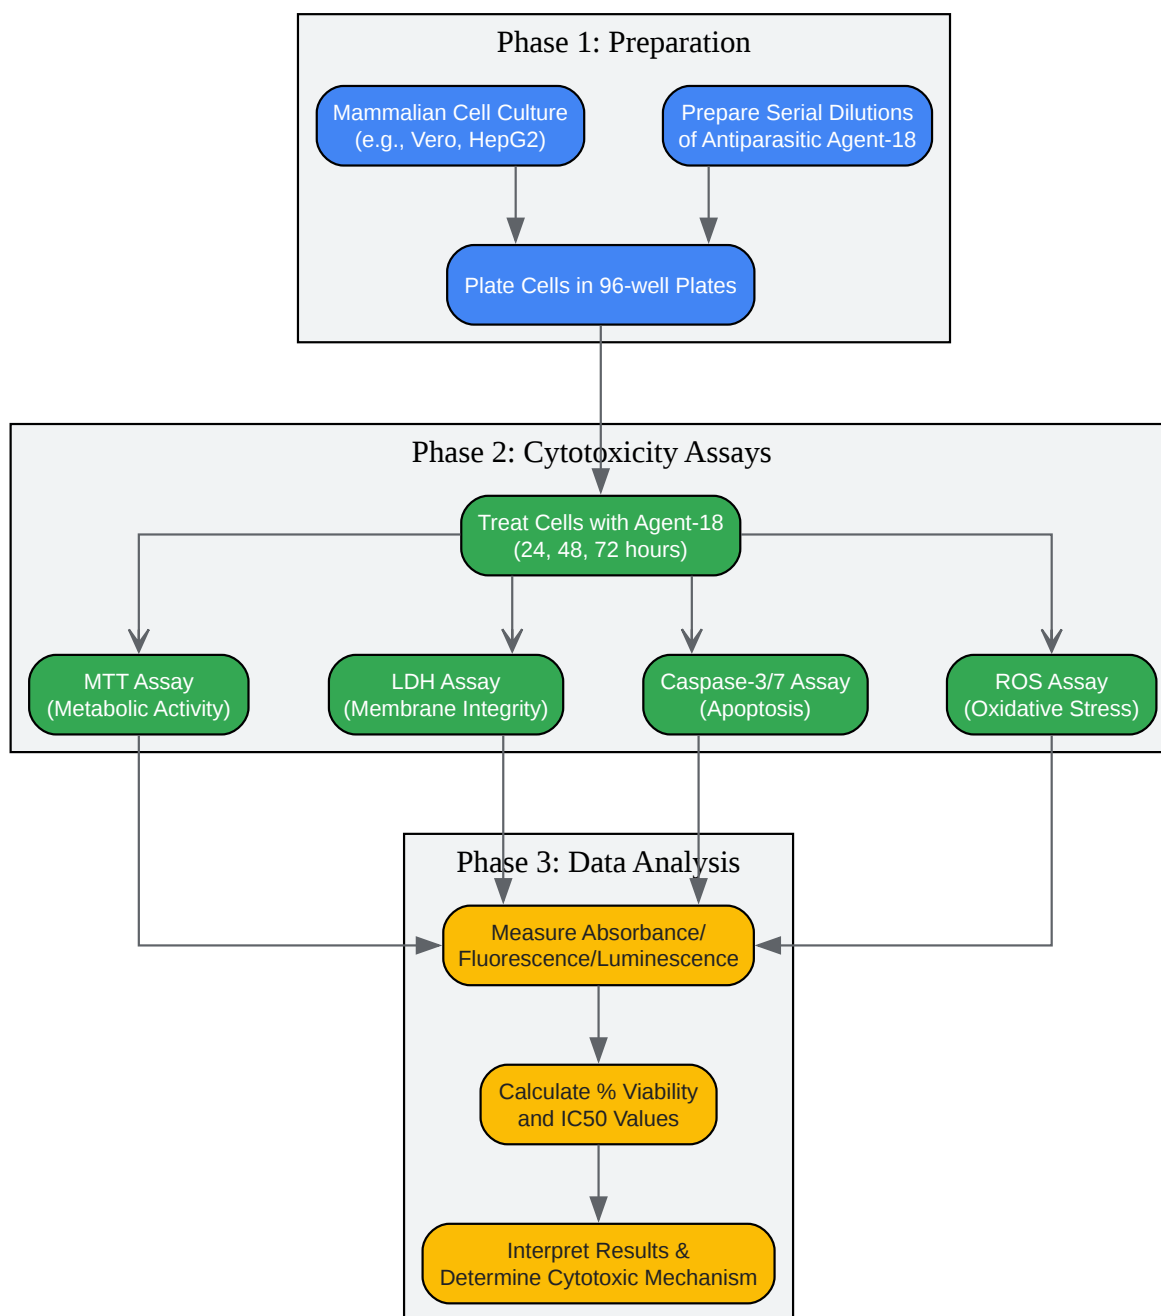 Phase 1: Preparation
Mammalian Cell Culture
(e.g., Vero, HepG2)
Prepare Serial Dilutions
of Antiparasitic Agent-18
Plate Cells in 96-well Plates
Phase 2: Cytotoxicity Assays
Treat Cells with Agent-18
(24, 48, 72 hours)
MTT Assay
(Metabolic Activity)
LDH Assay
(Membrane Integrity)
Caspase-3/7 Assay
(Apoptosis)
ROS Assay
(Oxidative Stress)
Phase 3: Data Analysis
Measure Absorbance/
Fluorescence/Luminescence
Calculate % Viability
and IC50 Values
Interpret Results &
Determine Cytotoxic Mechanism